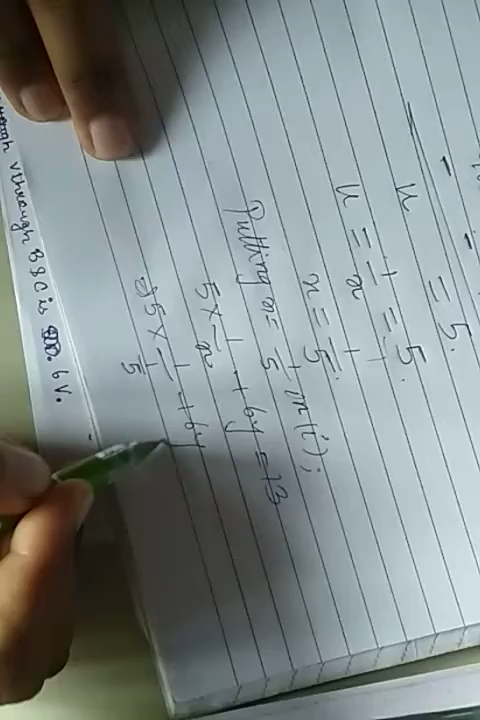 u = 5.
u = 1/x = 5.
x = 1/5.
Putting x = 1/5 in (i);
5 × 1/x + 6y = 13
5 × 1/1/5 + 6y
through BSC is 6V.